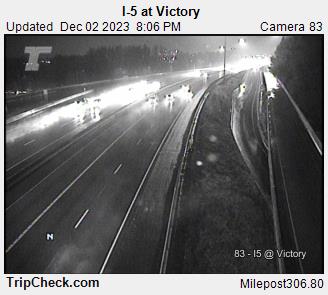 I-5 at Victory
Updated Dec 02 2023 8:06 PM Camera 83
T
N
83 - I5 @ Victory
TripCheck.com Milepost306.80